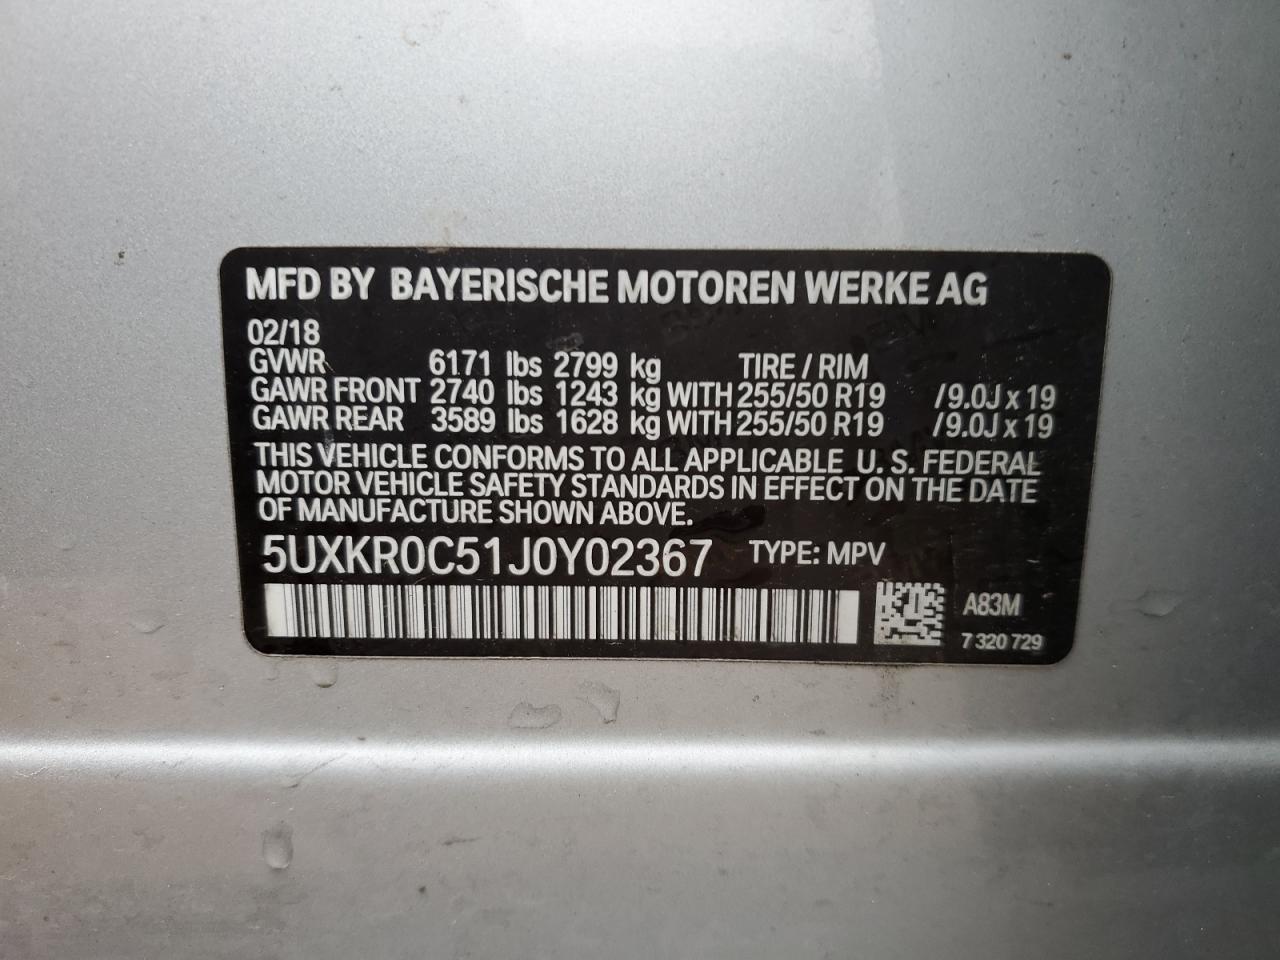 MFD BY BAYERISCHE MOTOREN WERKE AG
02/18
GVWR 6171 lbs 2799 kg TIRE / RIM
GAWR FRONT 2740 lbs 1243 kg WITH 255/50 R19 /9.0J x 19
GAWR REAR 3589 lbs 1628 kg WITH 255/50 R19 /9.0J x 19
THIS VEHICLE CONFORMS TO ALL APPLICABLE U. S. FEDERAL
MOTOR VEHICLE SAFETY STANDARDS IN EFFECT ON THE DATE
OF MANUFACTURE SHOWN ABOVE.
5UXKR0C51J0Y02367 TYPE: MPV
A83M
7 320 729